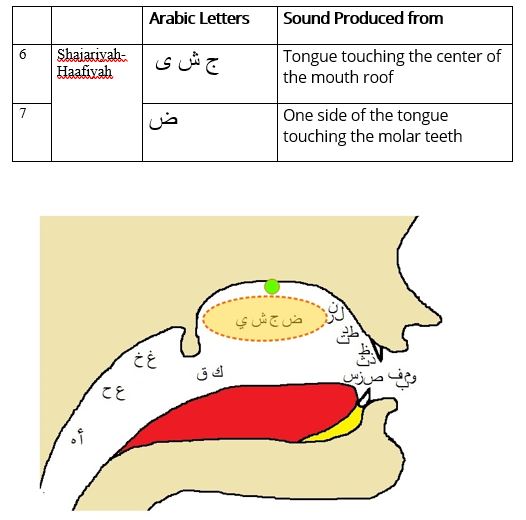 Arabic Letters
Sound Produced from
6
Shajariyah-
Haafiyah
ج ش ى
Tongue touching the center of
the mouth roof
7
ض
One side of the tongue
touching the molar teeth
ض ج ش ي
ن
ل ر
ط د
ت
ظ
ذ ث
ص ز س
و م ف
ب
غ خ
ك ق
ع ح
أ ه